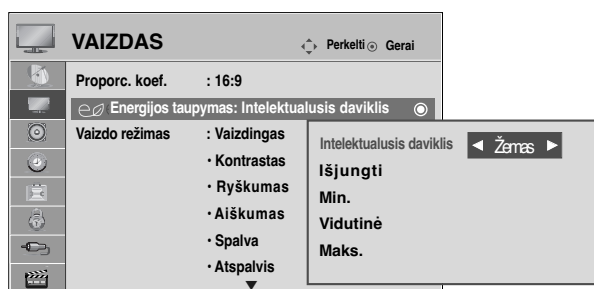 VAIZDAS
Perkelti Gerai
Proporc. koef. : 16:9
Energijos taupymas: Intelektualusis daviklis
Vaizdo režimas : Vaizdingas
· Kontrastas
· Ryškumas
· Aiškumas
· Spalva
· Atspalvis
Intelektualusis daviklis ◄ Žemas ►
Išjungti
Min.
Vidutinė
Maks.